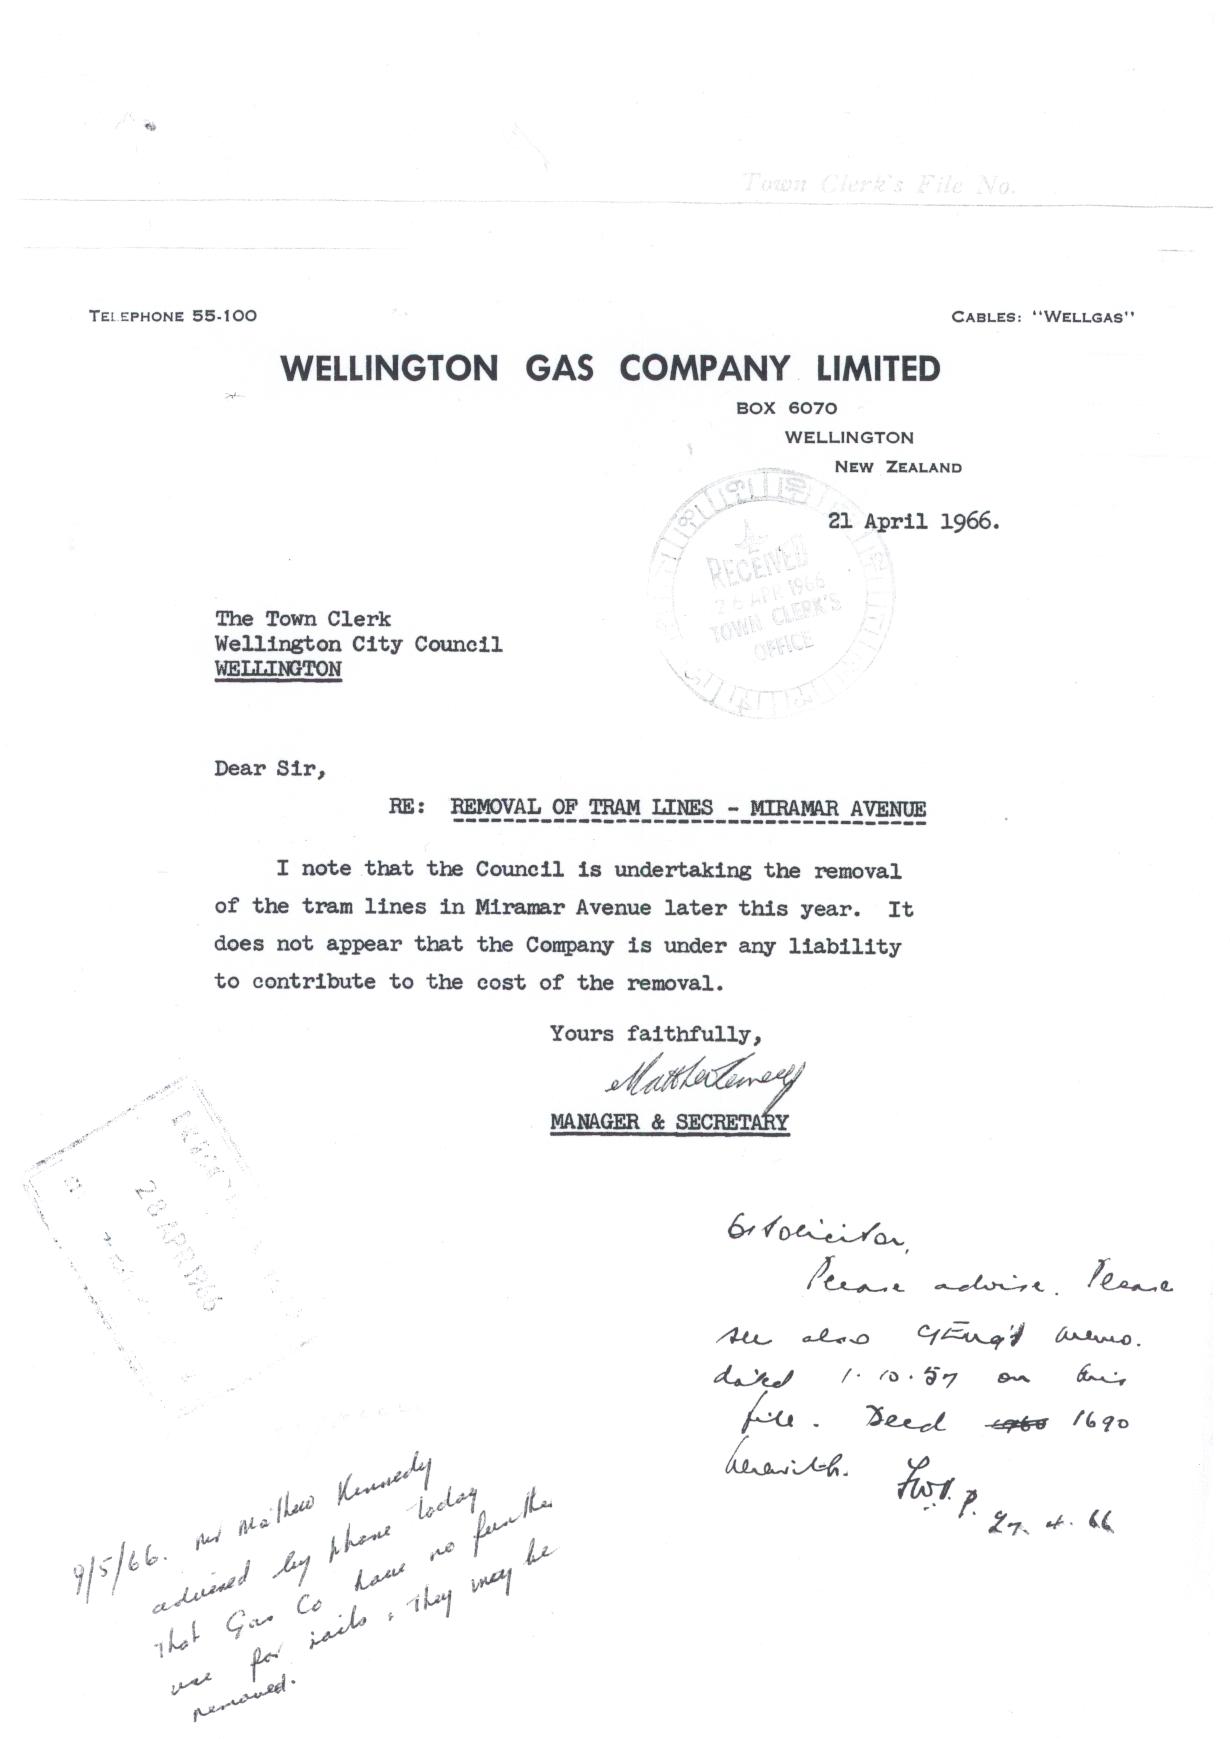 Town Clerk's File No.
TELEPHONE 55-100
CABLES: "WELLGAS"
WELLINGTON GAS COMPANY LIMITED
BOX 6070
WELLINGTON
NEW ZEALAND
21 April 1966.
RECEIVED
26 APR 1966
TOWN CLERK'S
OFFICE
The Town Clerk
Wellington City Council
WELLINGTON
Dear Sir,
RE: REMOVAL OF TRAM LINES - MIRAMAR AVENUE
I note that the Council is undertaking the removal
of the tram lines in Miramar Avenue later this year. It
does not appear that the Company is under any liability
to contribute to the cost of the removal.
Yours faithfully,
MANAGER & SECRETARY
28 APR 1966
Solicitor,
Please advise. Please
see also memo.
dated 1.10.57 on this
file. Deed 1690
herewith.
27.4.66
9/5/66. Mr Mathew Kennedy
advised by phone today
that Gas Co have no further
use for rails & they may be
removed.